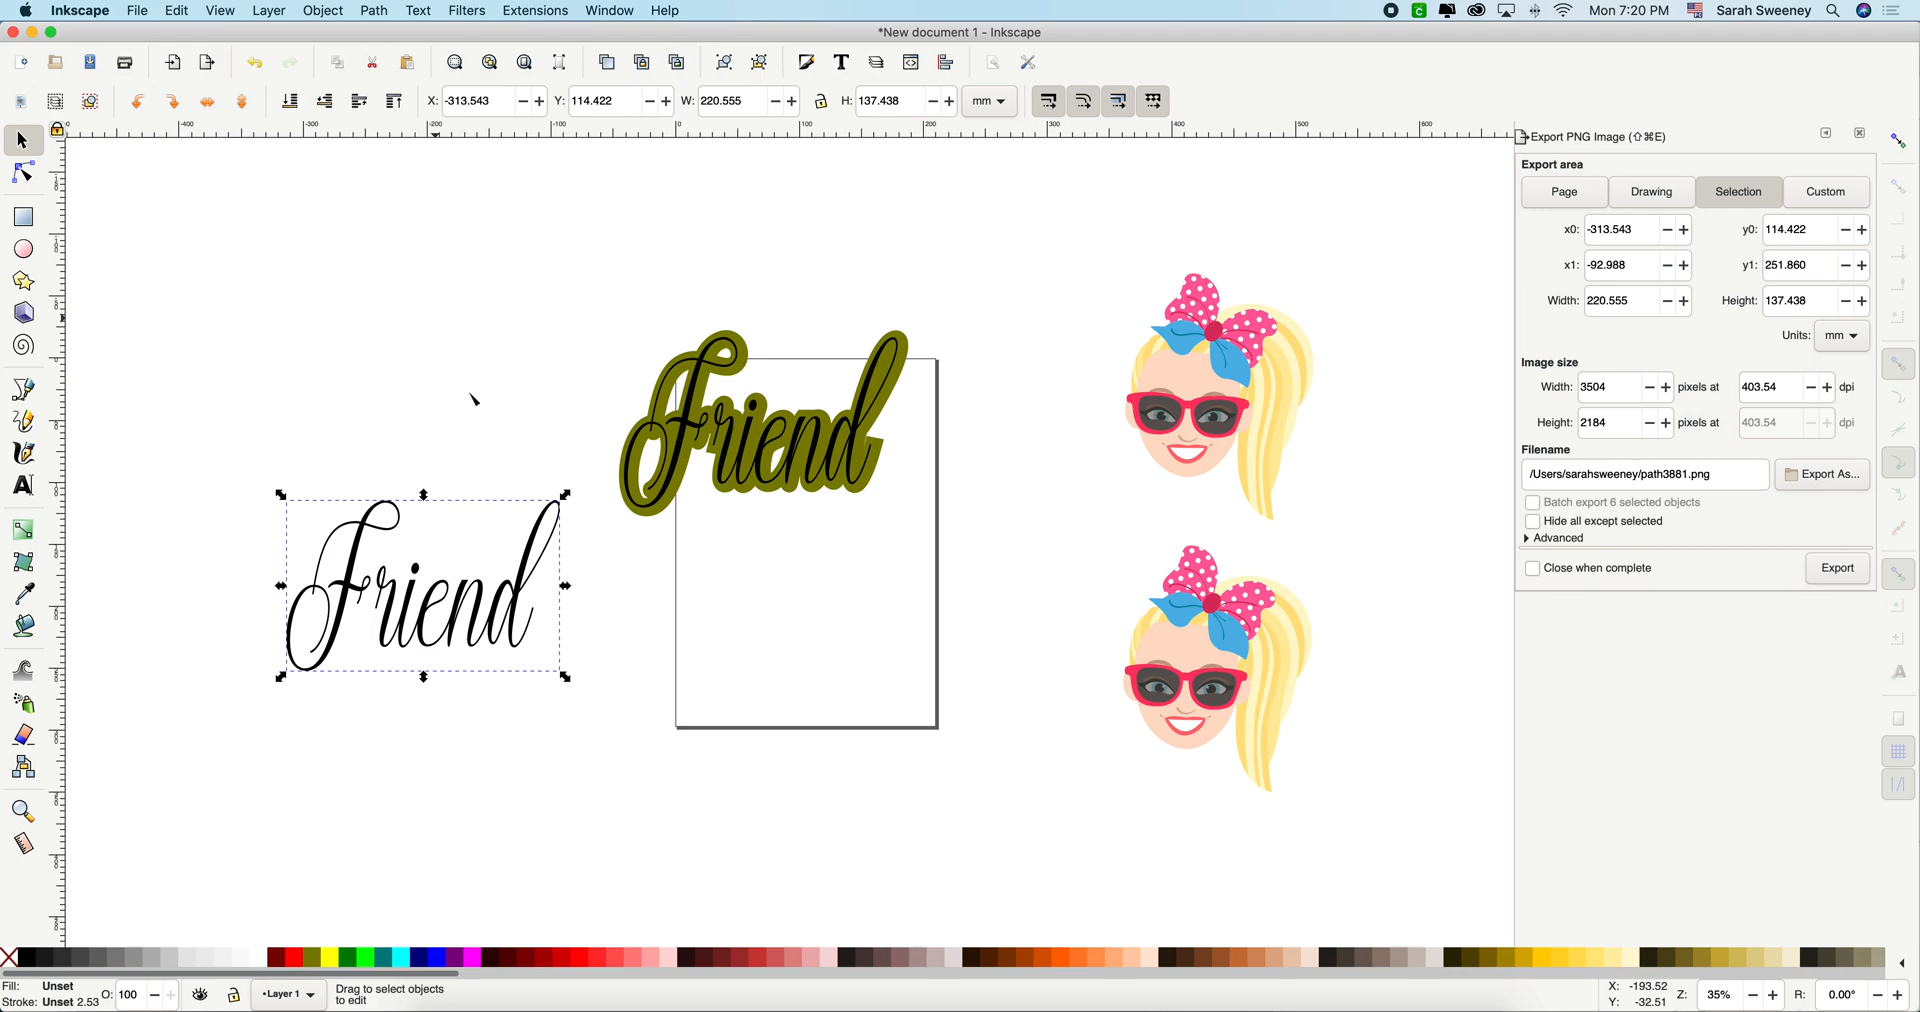 Inkscape File Edit View Layer Object Path Text Filters Extensions Window Help Mon 7:20 PM Sarah Sweeney
*New document 1 - Inkscape
X: -313.543 Y: 114.422 W: 220.555 H: 137.438 mm
Export PNG Image (⇧⌘E)
Export area
Page Drawing Selection Custom
x0: -313.543 y0: 114.422
x1: -92.988 y1: 251.860
Width: 220.555 Height: 137.438
Units: mm
Image size
Width: 3504 pixels at 403.54 dpi
Height: 2184 pixels at 403.54 dpi
Filename
/Users/sarahsweeney/path3881.png Export As...
Batch export 6 selected objects
Hide all except selected
Advanced
Close when complete Export
Friend
Friend
Fill: Unset
Stroke: Unset 2.53 O: 100 •Layer 1 Drag to select objects
to edit
X: -193.52
Y: -32.51 Z: 35% R: 0.00°